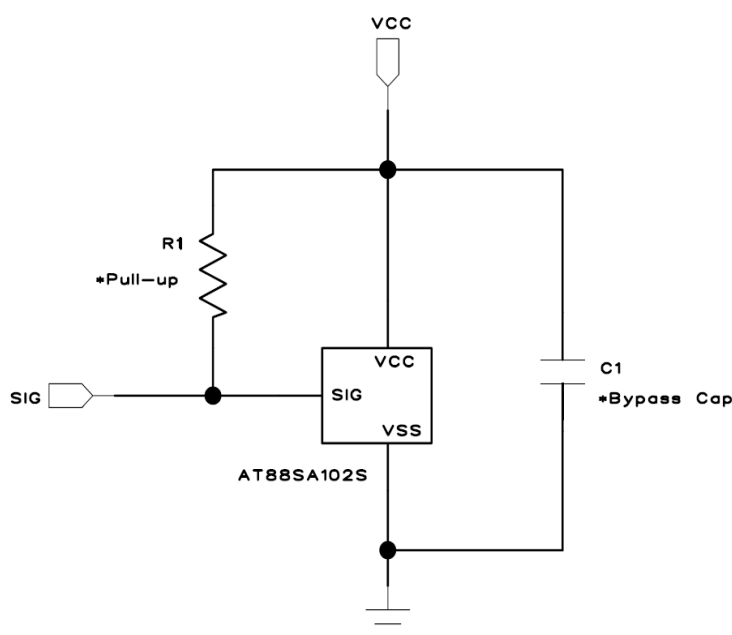 VCC
R1
*Pull-up
VCC
C1
SIG
SIG
*Bypass Cap
VSS
AT88SA102S